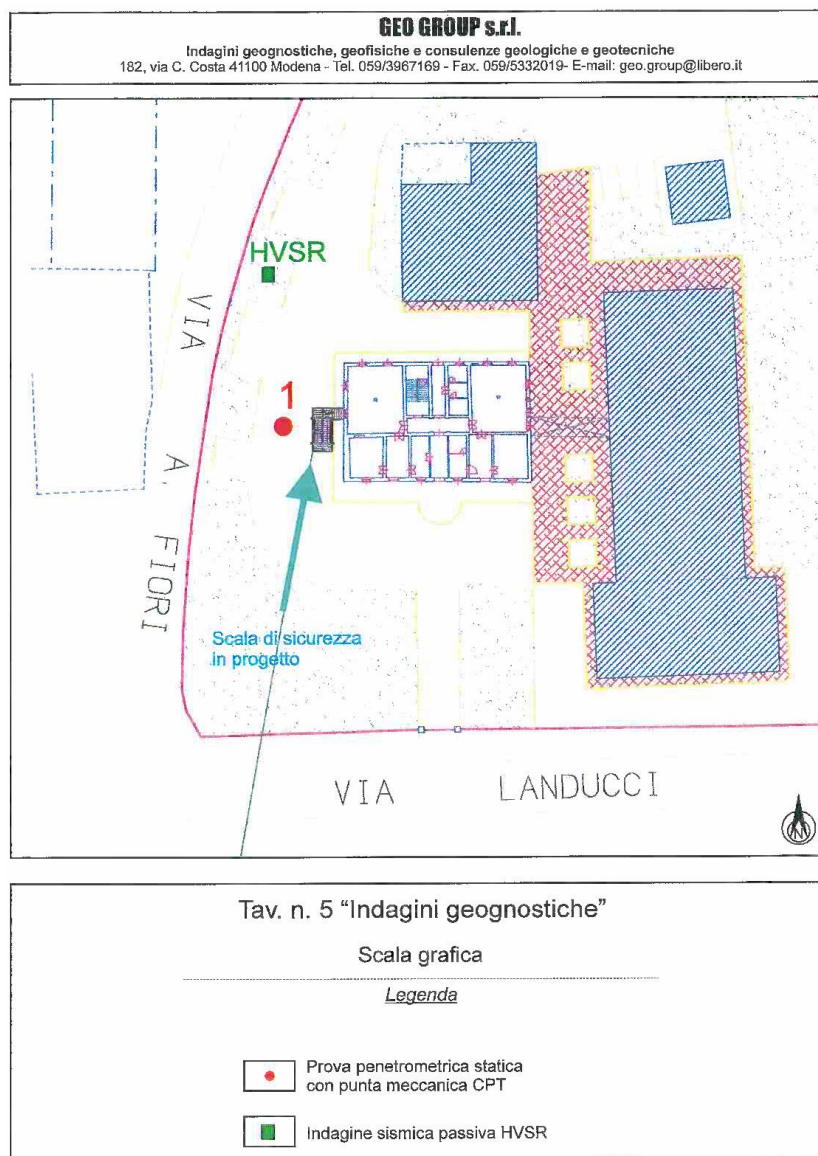 GEO GROUP s.r.l.
Indagini geognostiche, geofisiche e consulenze geologiche e geotecniche
182, via C. Costa 41100 Modena - Tel. 059/3967169 - Fax. 059/5332019- E-mail: geo.group@libero.it
HVSR
VIA A. FIORI
1
Scala di sicurezza
in progetto
VIA LANDUCCI
N
Tav. n. 5 “Indagini geognostiche”
Scala grafica
Legenda
Prova penetrometrica statica
con punta meccanica CPT
Indagine sismica passiva HVSR